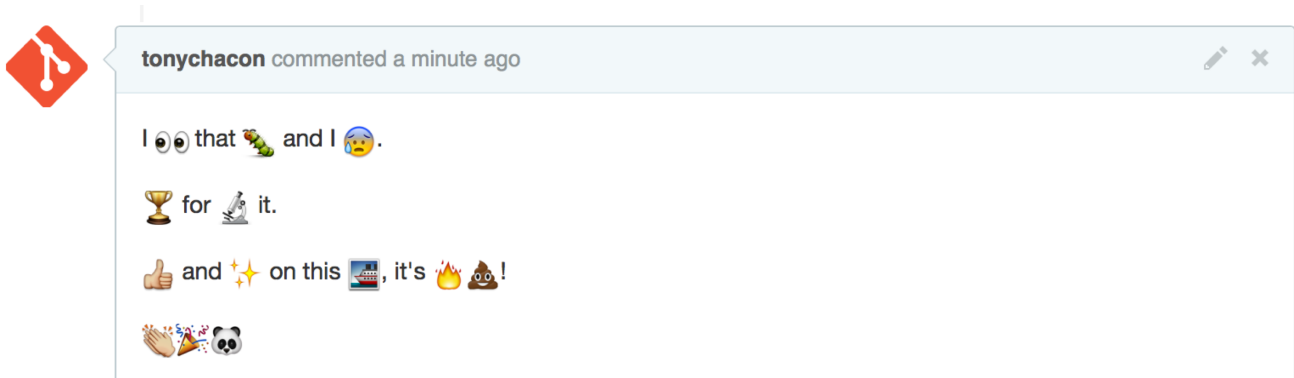 tonychacon commented a minute ago
I 👀 that 🐛 and I 😰.
🏆 for 🔬 it.
👍 and ✨ on this 🚢, it's 🔥💩!
👏🎉🐼